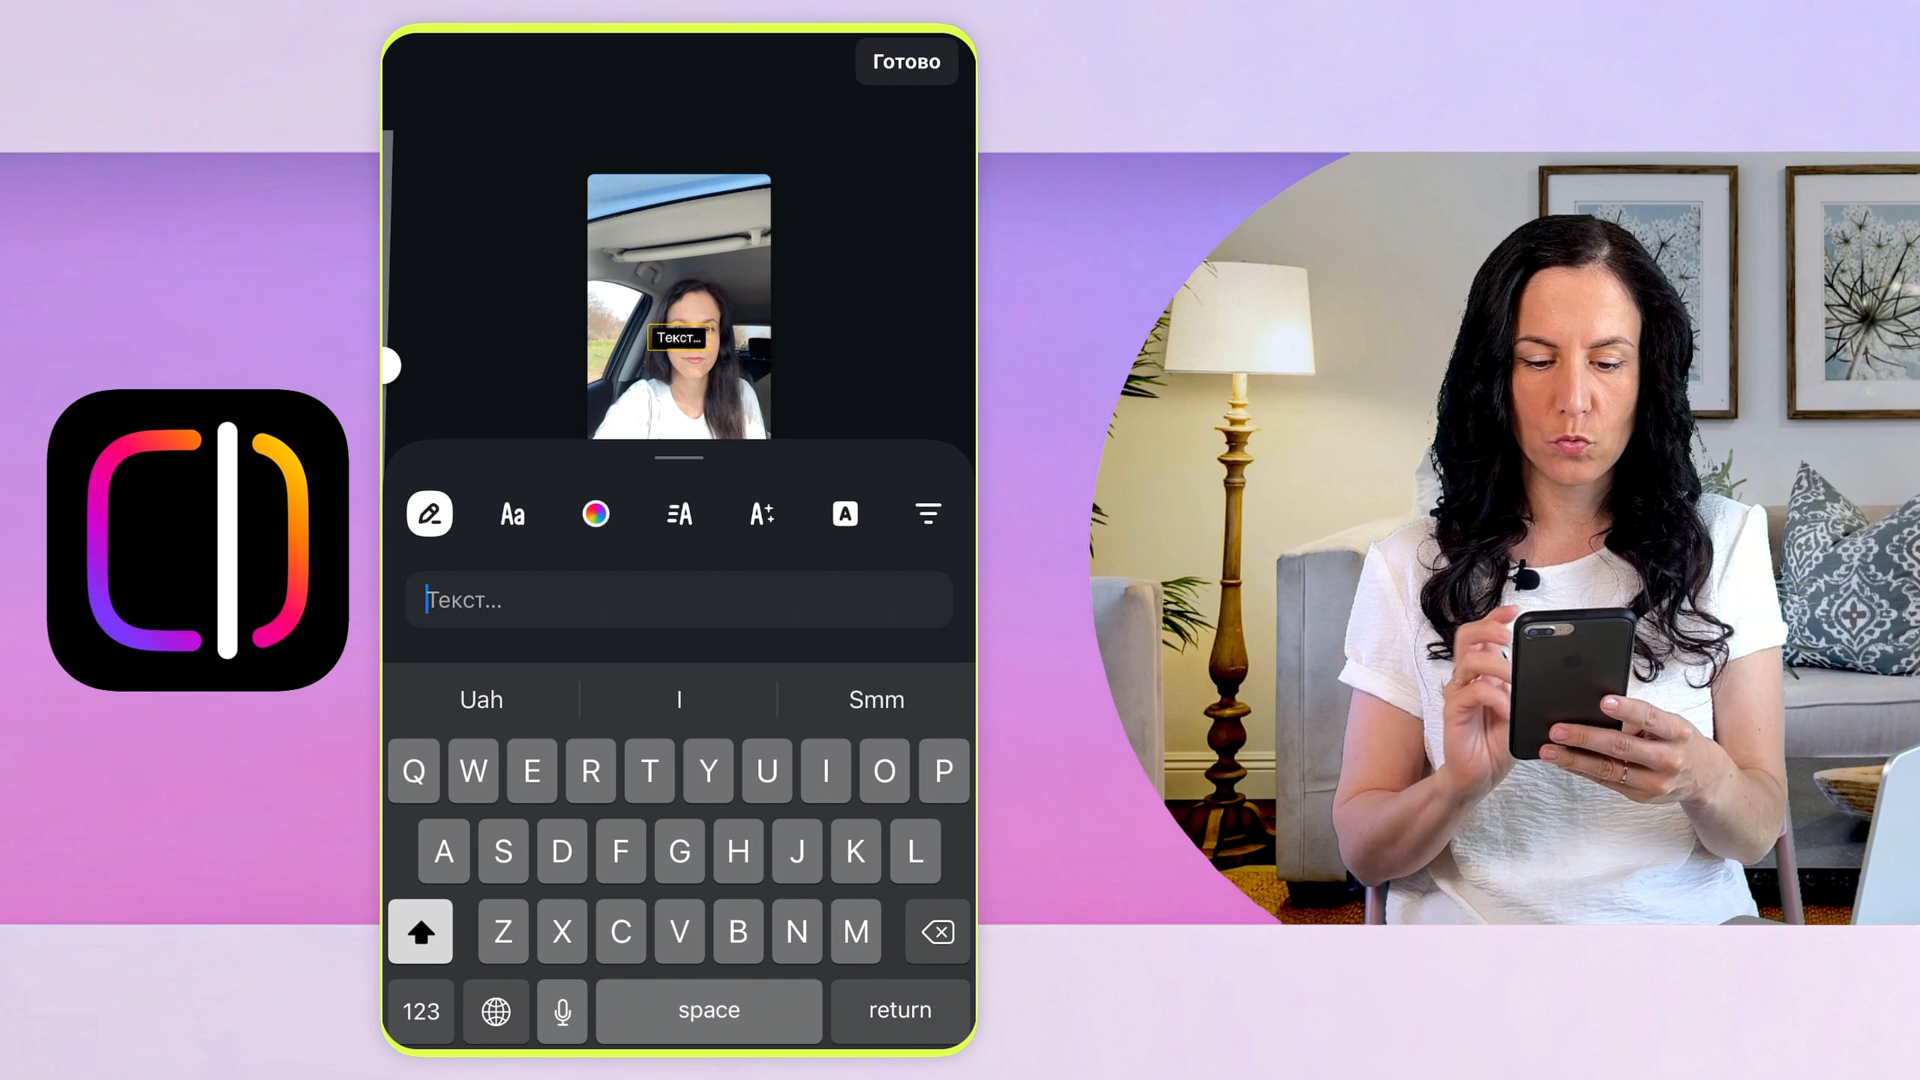 Готово
Текст...
Aa
A
A
A
Текст...
Uah I Smm
Q W E R T Y U I O P
A S D F G H J K L
Z X C V B N M
123 space return